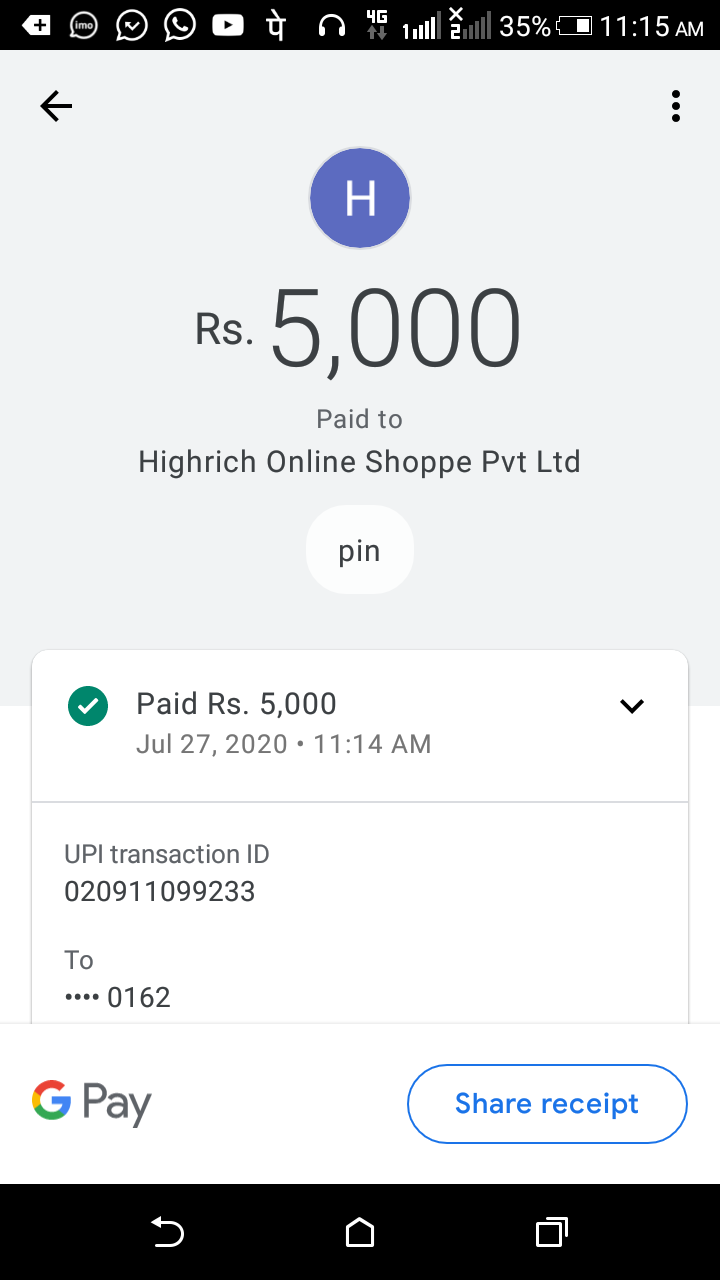 imo 4G 1 2 35% 11:15 AM
पे
H
Rs. 5,000
Paid to
Highrich Online Shoppe Pvt Ltd
pin
Paid Rs. 5,000
Jul 27, 2020 • 11:14 AM
UPI transaction ID
020911099233
To
•••• 0162
G Pay
Share receipt